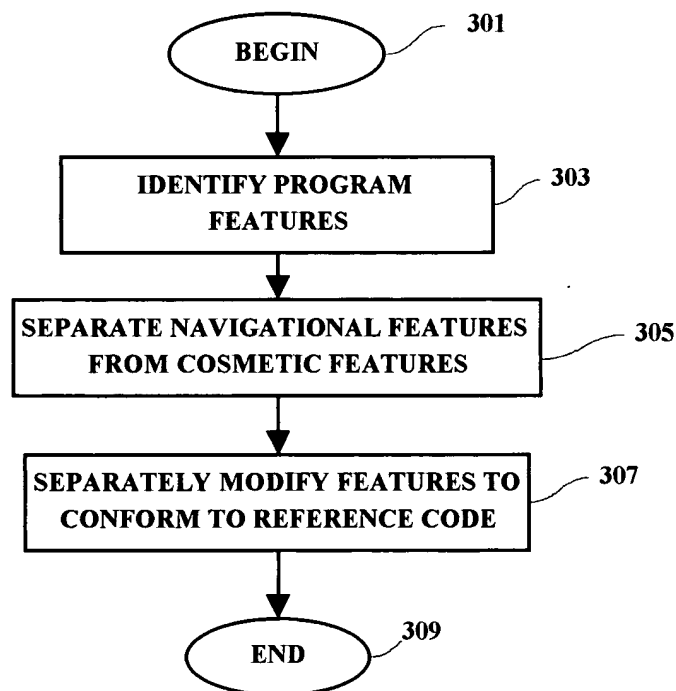 BEGIN
301
IDENTIFY PROGRAM
FEATURES
303
SEPARATE NAVIGATIONAL FEATURES
FROM COSMETIC FEATURES
305
SEPARATELY MODIFY FEATURES TO
CONFORM TO REFERENCE CODE
307
END
309